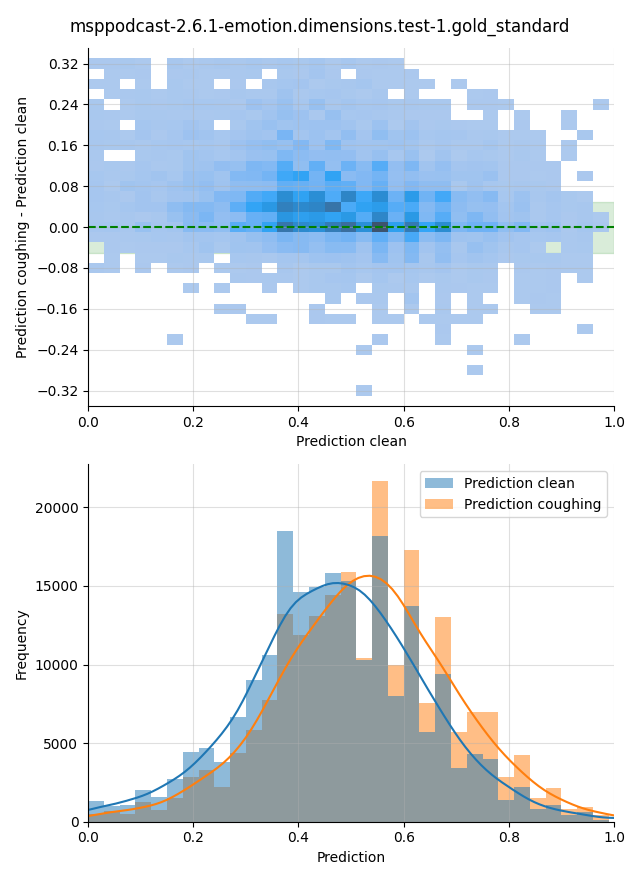 msppodcast-2.6.1-emotion.dimensions.test-1.gold_standard
0.32
0.24
0.16
0.08
0.00
−0.08
−0.16
−0.24
−0.32
Prediction coughing - Prediction clean
0.0 0.2 0.4 0.6 0.8 1.0
Prediction clean
Prediction clean
Prediction coughing
20000
15000
10000
5000
0
Frequency
0.0 0.2 0.4 0.6 0.8 1.0
Prediction